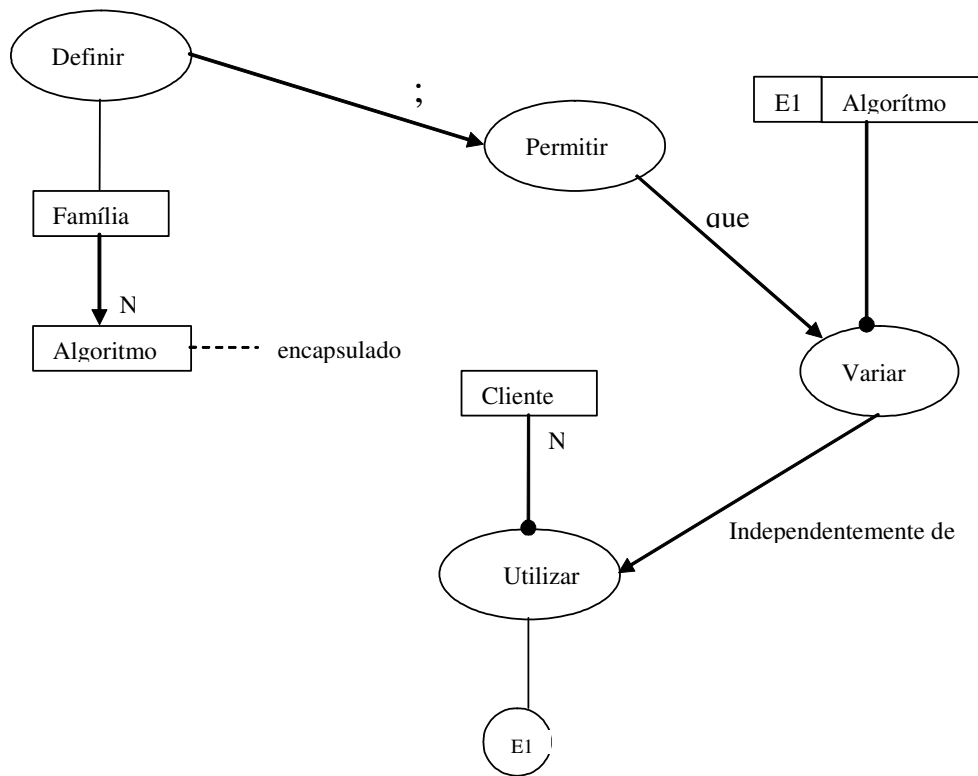 Definir
;
E1 Algorítmo
Permitir
Família
que
N
Algoritmo
encapsulado
Variar
Cliente
N
Independentemente de
Utilizar
E1